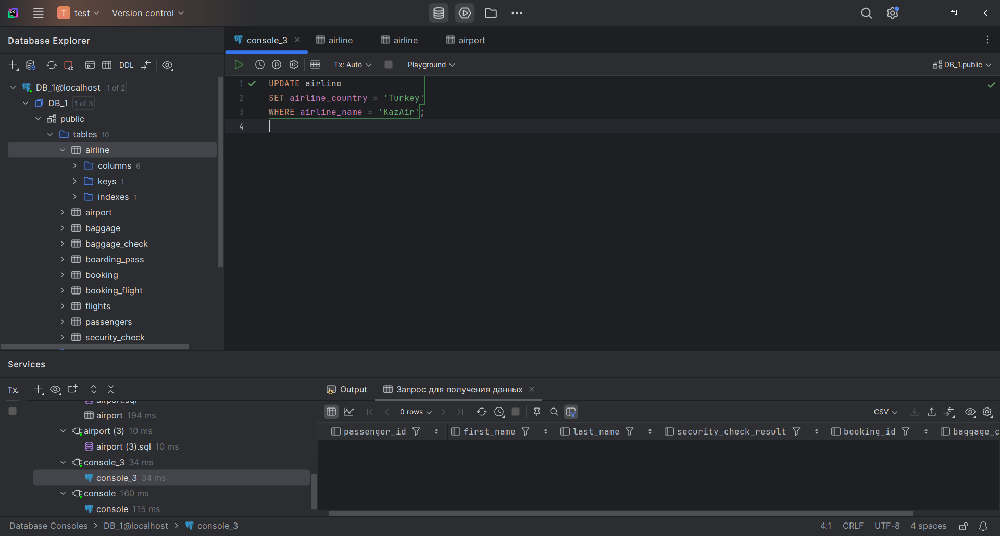 T test Version control
Database Explorer
console_3
airline
airline
airport
DDL
Tx: Auto
Playground
DB_1.public
DB_1@localhost 1 of 2
DB_1 1 of 3
public
tables 10
airline
columns 6
keys 1
indexes 1
airport
baggage
baggage_check
boarding_pass
booking
booking_flight
flights
passengers
security_check
1 UPDATE airline
2 SET airline_country = 'Turkey'
3 WHERE airline_name = 'KazAir';
4
Services
Tx
airport.sql
airport 194 ms
airport (3) 10 ms
airport (3).sql 10 ms
console_3 34 ms
console_3 34 ms
console 160 ms
console 115 ms
Output
Запрос для получения данных
0 rows
CSV
passenger_id first_name last_name security_check_result booking_id baggage_c
Database Consoles > DB_1@localhost > console_3
4:1 CRLF UTF-8 4 spaces